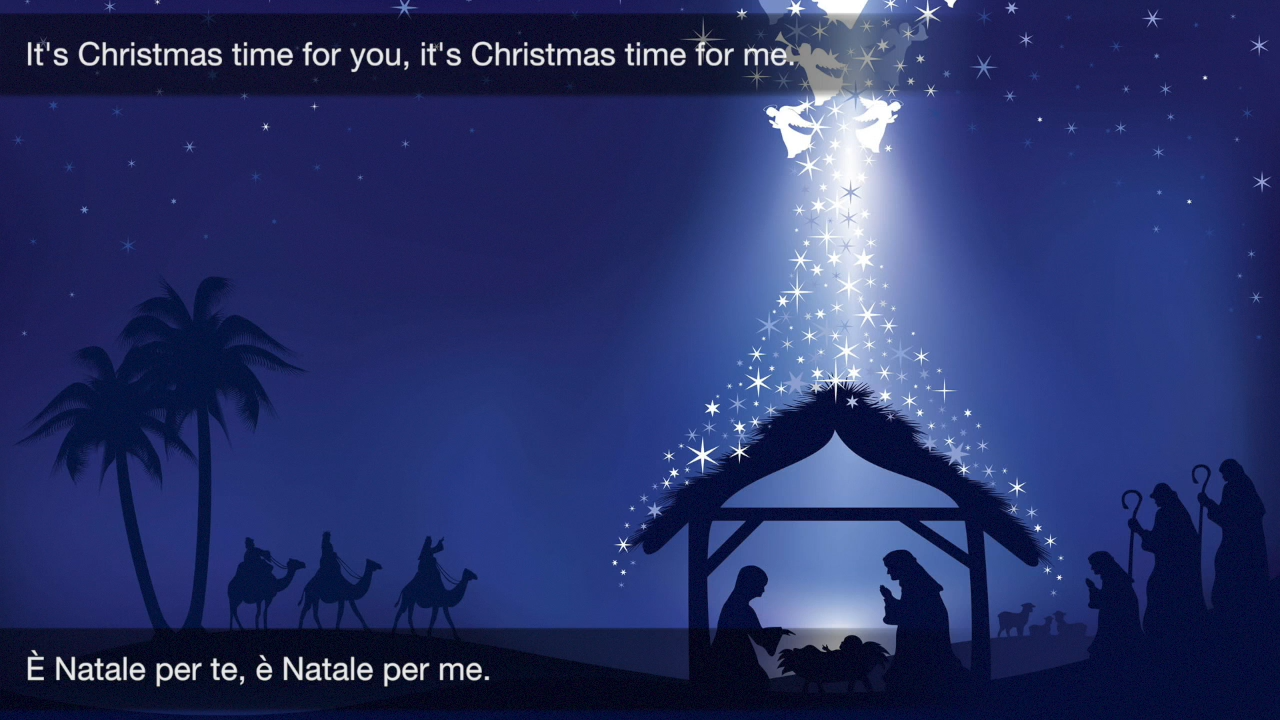 It's Christmas time for you, it's Christmas time for me.
È Natale per te, è Natale per me.